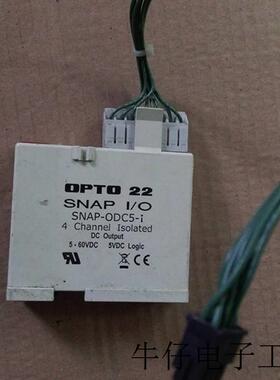 OPTO 22
SNAP I/O
SNAP-ODC5-i
4 Channel Isolated
DC Output
5 - 60VDC 5VDC Logic
牛仔电子工